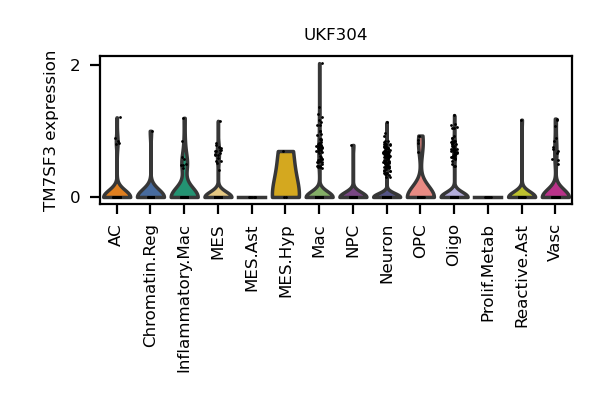 UKF304
TM7SF3 expression
2
0
AC
Chromatin.Reg
Inflammatory.Mac
MES
MES.Ast
MES.Hyp
Mac
NPC
Neuron
OPC
Oligo
Prolif.Metab
Reactive.Ast
Vasc